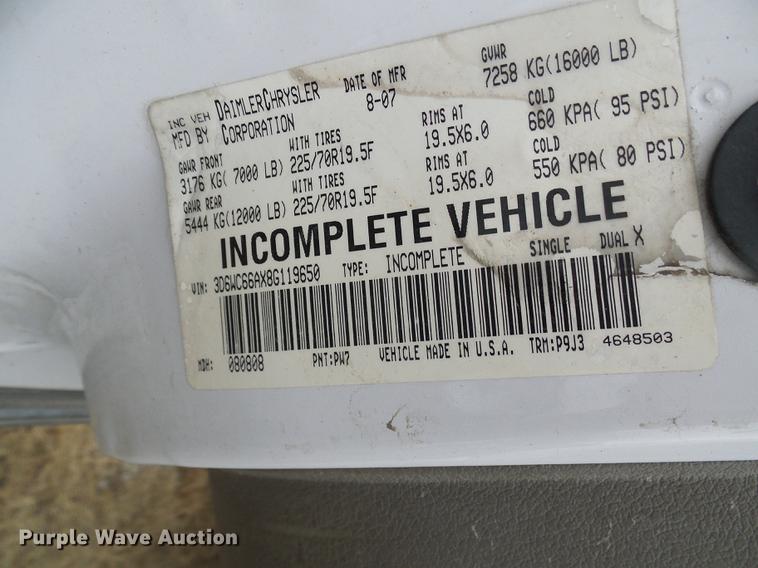 INC VEH DAIMLERCHRYSLER DATE OF MFR GVWR
MFD BY CORPORATION 8-07 7258 KG(16000 LB)
GAWR FRONT WITH TIRES RIMS AT COLD
3176 KG( 7000 LB) 225/70R19.5F 19.5X6.0 660 KPA( 95 PSI)
GAWR REAR WITH TIRES RIMS AT COLD
5444 KG(12000 LB) 225/70R19.5F 19.5X6.0 550 KPA( 80 PSI)
INCOMPLETE VEHICLE
VIN: 3D6WC66AX8G119650 TYPE: INCOMPLETE SINGLE DUAL X
MDH: 080808 PNT:PW7 VEHICLE MADE IN U.S.A. TRM:P9J3 4648503
Purple Wave Auction